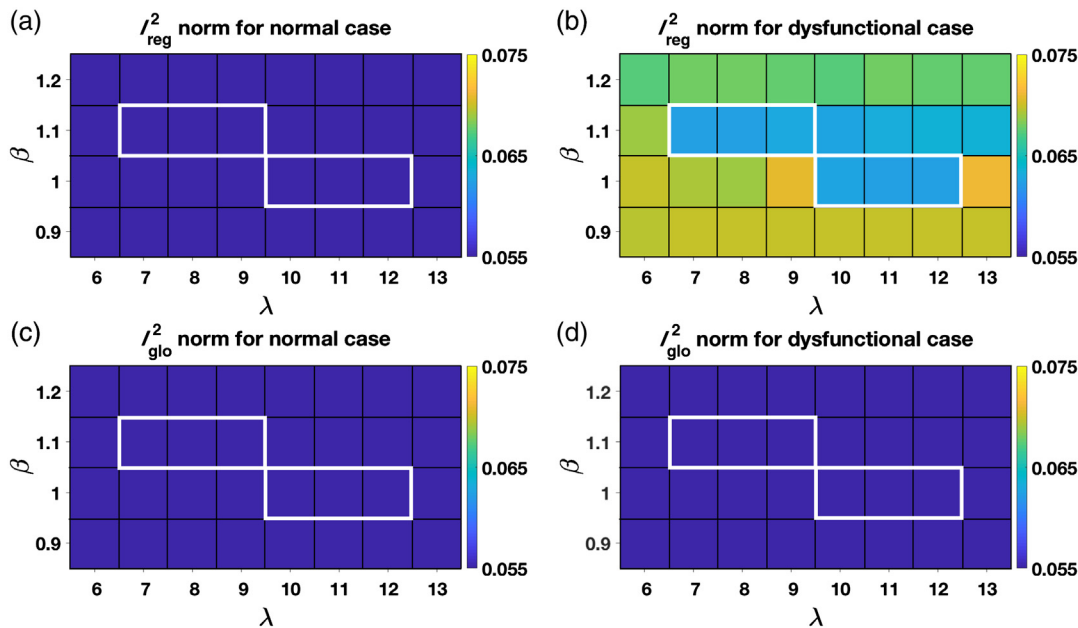 (a)
l²reg norm for normal case
β
1.2
1.1
1
0.9
6 7 8 9 10 11 12 13
λ
0.075
0.065
0.055
(b)
l²reg norm for dysfunctional case
β
1.2
1.1
1
0.9
6 7 8 9 10 11 12 13
λ
0.075
0.065
0.055
(c)
l²glo norm for normal case
β
1.2
1.1
1
0.9
6 7 8 9 10 11 12 13
λ
0.075
0.065
0.055
(d)
l²glo norm for dysfunctional case
β
1.2
1.1
1
0.9
6 7 8 9 10 11 12 13
λ
0.075
0.065
0.055